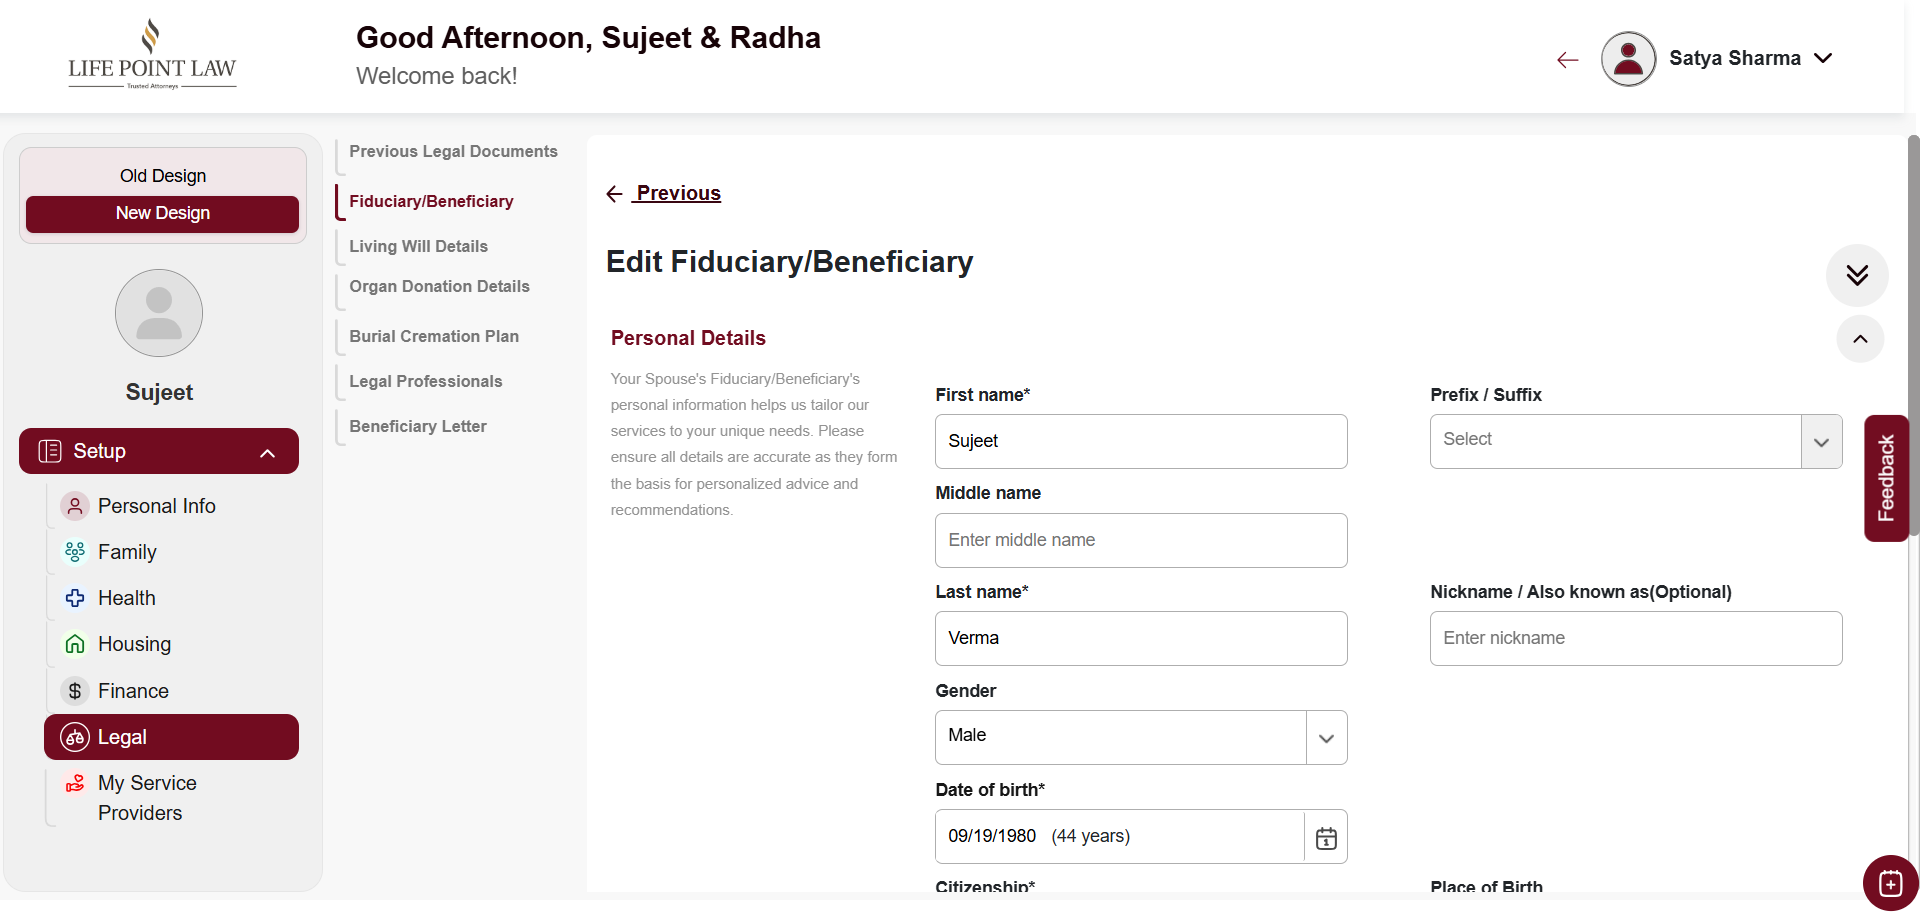 LIFE POINT LAW
Trusted Attorneys
Good Afternoon, Sujeet & Radha
Welcome back!
Satya Sharma
Old Design
New Design
Sujeet
Setup
Personal Info
Family
Health
Housing
Finance
Legal
My Service
Providers
Previous Legal Documents
Fiduciary/Beneficiary
Living Will Details
Organ Donation Details
Burial Cremation Plan
Legal Professionals
Beneficiary Letter
Previous
Edit Fiduciary/Beneficiary
Personal Details
Your Spouse's Fiduciary/Beneficiary's
personal information helps us tailor our
services to your unique needs. Please
ensure all details are accurate as they form
the basis for personalized advice and
recommendations.
First name*
Sujeet
Prefix / Suffix
Select
Middle name
Enter middle name
Last name*
Verma
Nickname / Also known as(Optional)
Enter nickname
Gender
Male
Date of birth*
09/19/1980 (44 years)
Citizenship*
Place of Birth
Feedback